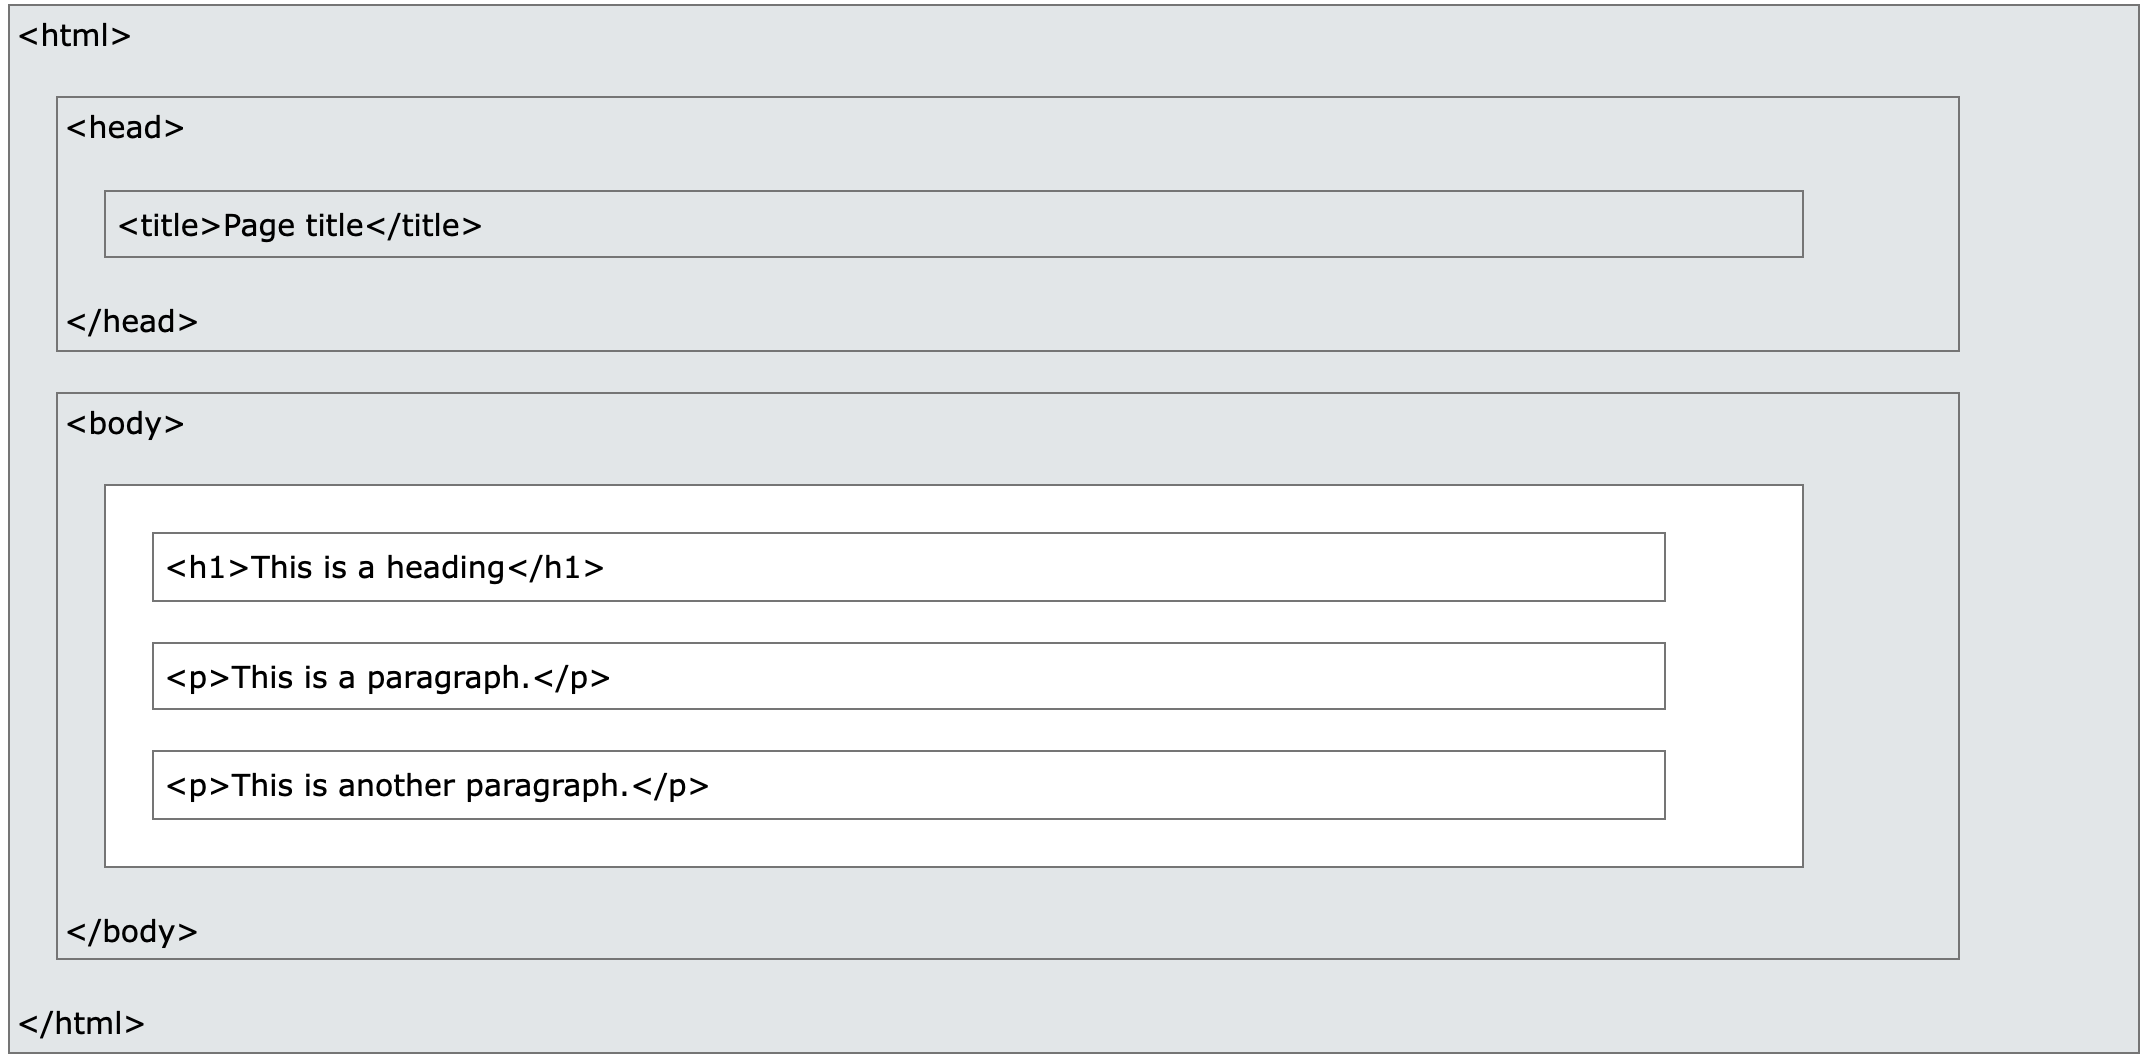 <html>
<head>
<title>Page title</title>
</head>
<body>
<h1>This is a heading</h1>
<p>This is a paragraph.</p>
<p>This is another paragraph.</p>
</body>
</html>